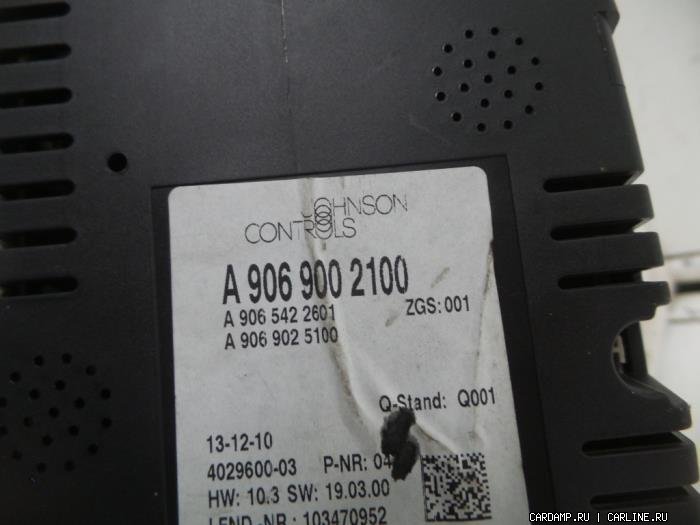 JOHNSON
CONTROLS
A 906 900 2100
A 906 542 2601 ZGS: 001
A 906 902 5100
Q-Stand: Q001
13-12-10
4029600-03 P-NR: 04
HW: 10.3 SW: 19.03.00
LFND.-NR.: 103470952
CARDAMP.RU | CARLINE.RU